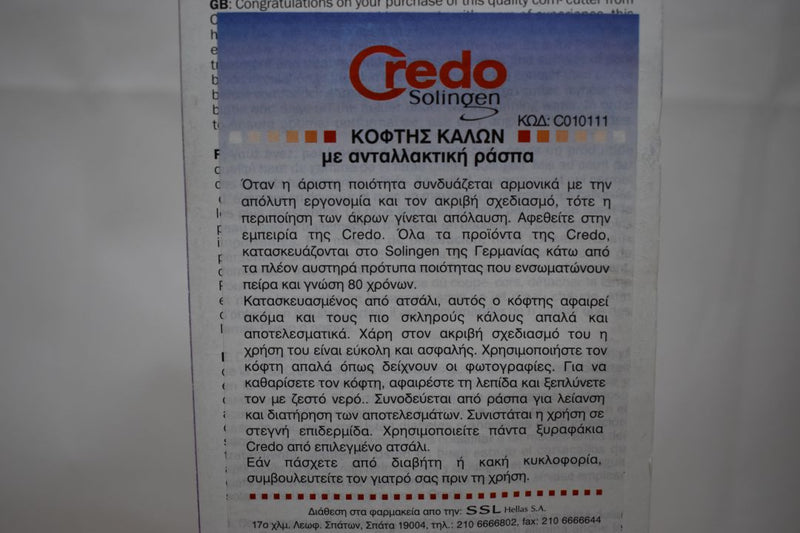 GB: Congratulations on your purchase of this quality corn- cutter from
Credo
Solingen
ΚΩΔ: C010111
ΚΟΦΤΗΣ ΚΑΛΩΝ
με ανταλλακτική ράσπα
Όταν η άριστη ποιότητα συνδυάζεται αρμονικά με την
απόλυτη εργονομία και τον ακριβή σχεδιασμό, τότε η
περιποίηση των άκρων γίνεται απόλαυση. Αφεθείτε στην
εμπειρία της Credo. Όλα τα προϊόντα της Credo,
κατασκευάζονται στο Solingen της Γερμανίας κάτω από
τα πλέον αυστηρά πρότυπα ποιότητας που ενσωματώνουν
πείρα και γνώση 80 χρόνων.
Κατασκευασμένος από ατσάλι, αυτός ο κόφτης αφαιρεί
ακόμα και τους πιο σκληρούς κάλους απαλά και
αποτελεσματικά. Χάρη στον ακριβή σχεδιασμό του η
χρήση του είναι εύκολη και ασφαλής. Χρησιμοποιήστε τον
κόφτη απαλά όπως δείχνουν οι φωτογραφίες. Για να
καθαρίσετε τον κόφτη, αφαιρέστε τη λεπίδα και ξεπλύνετε
τον με ζεστό νερό.. Συνοδεύεται από ράσπα για λείανση
και διατήρηση των αποτελεσμάτων. Συνιστάται η χρήση σε
στεγνή επιδερμίδα. Χρησιμοποιείτε πάντα ξυραφάκια
Credo από επιλεγμένο ατσάλι.
Εάν πάσχετε από διαβήτη ή κακή κυκλοφορία,
συμβουλευτείτε τον γιατρό σας πριν τη χρήση.
Διάθεση στα φαρμακεία απο την: SSL Hellas S.A.
17ο χλμ. Λεωφ. Σπάτων, Σπάτα 19004, τηλ.: 210 6666802, fax: 210 6666644